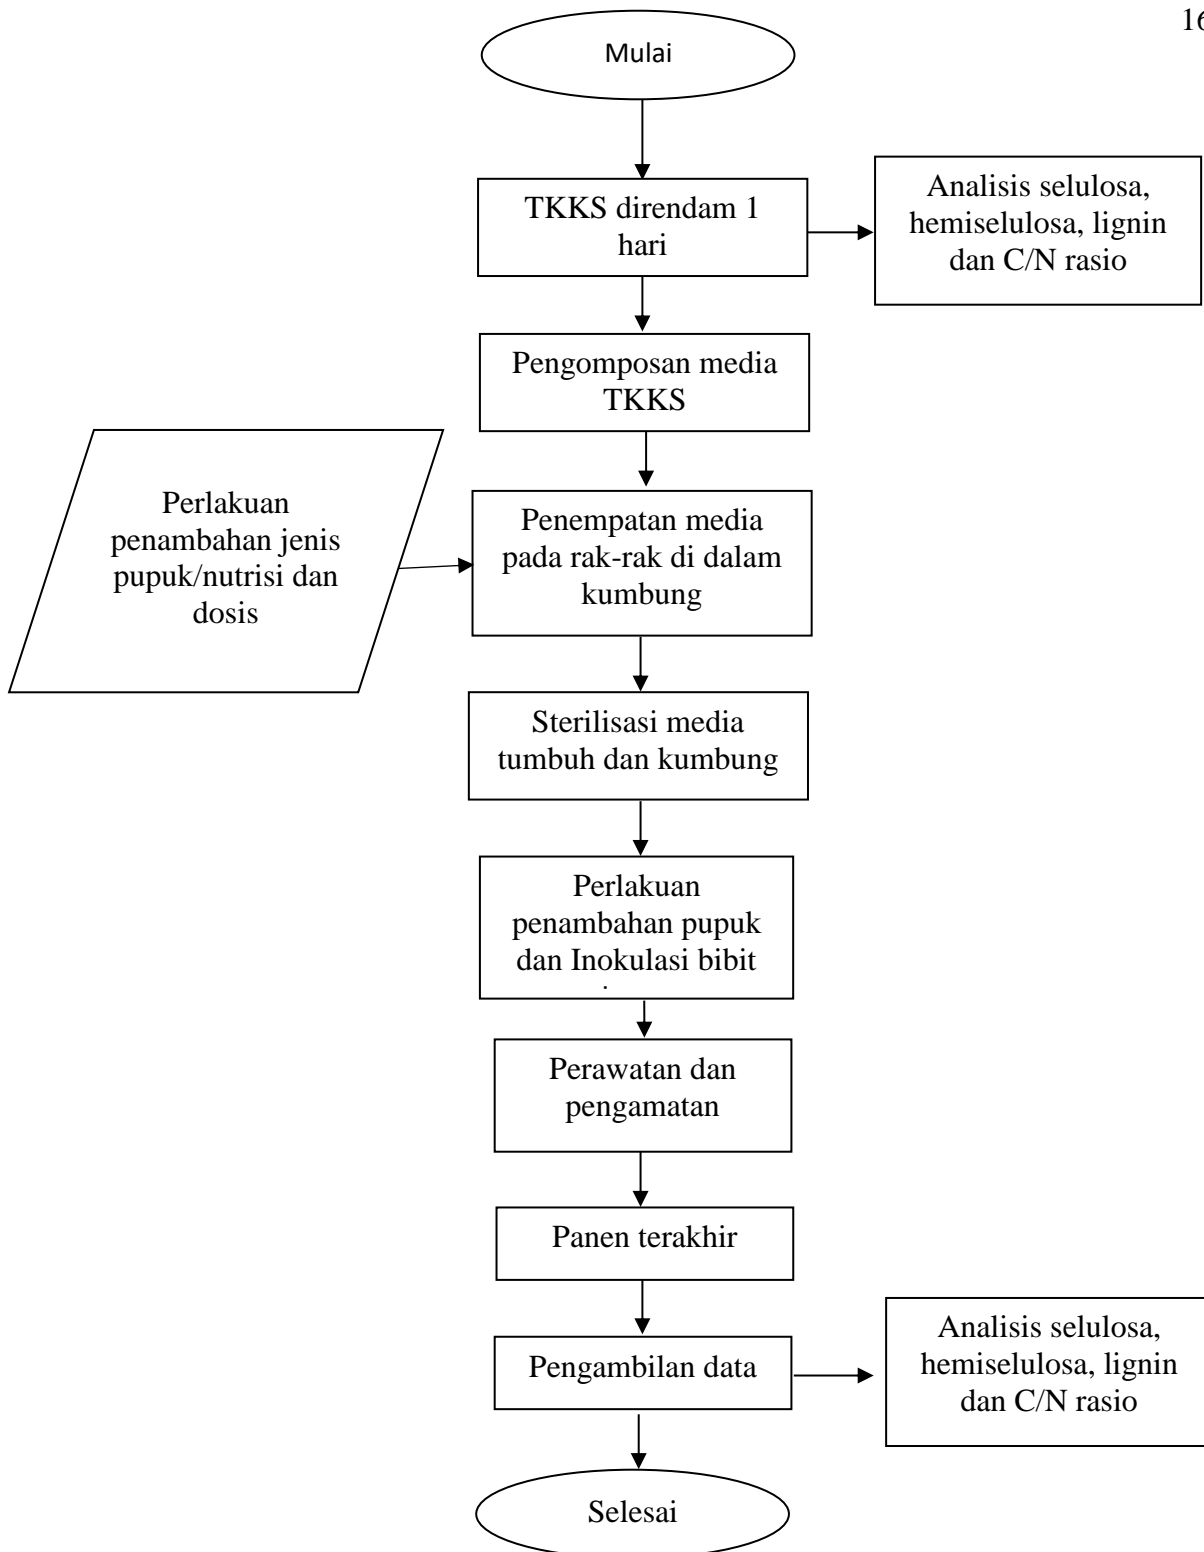 16
Mulai
TKKS direndam 1
hari
Analisis selulosa,
hemiselulosa, lignin
dan C/N rasio
Pengomposan media
TKKS
Perlakuan
penambahan jenis
pupuk/nutrisi dan
dosis
Penempatan media
pada rak-rak di dalam
kumbung
Sterilisasi media
tumbuh dan kumbung
Perlakuan
penambahan pupuk
dan Inokulasi bibit
Perawatan dan
pengamatan
Panen terakhir
Pengambilan data
Analisis selulosa,
hemiselulosa, lignin
dan C/N rasio
Selesai